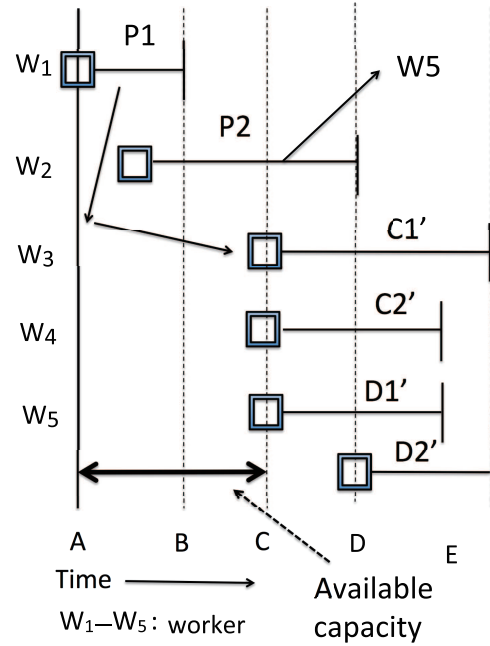 P1
W1
W5
P2
W2
C1’
W3
C2’
W4
D1’
W5
D2’
A B C D E
Time
Available
capacity
W1—W5 : worker